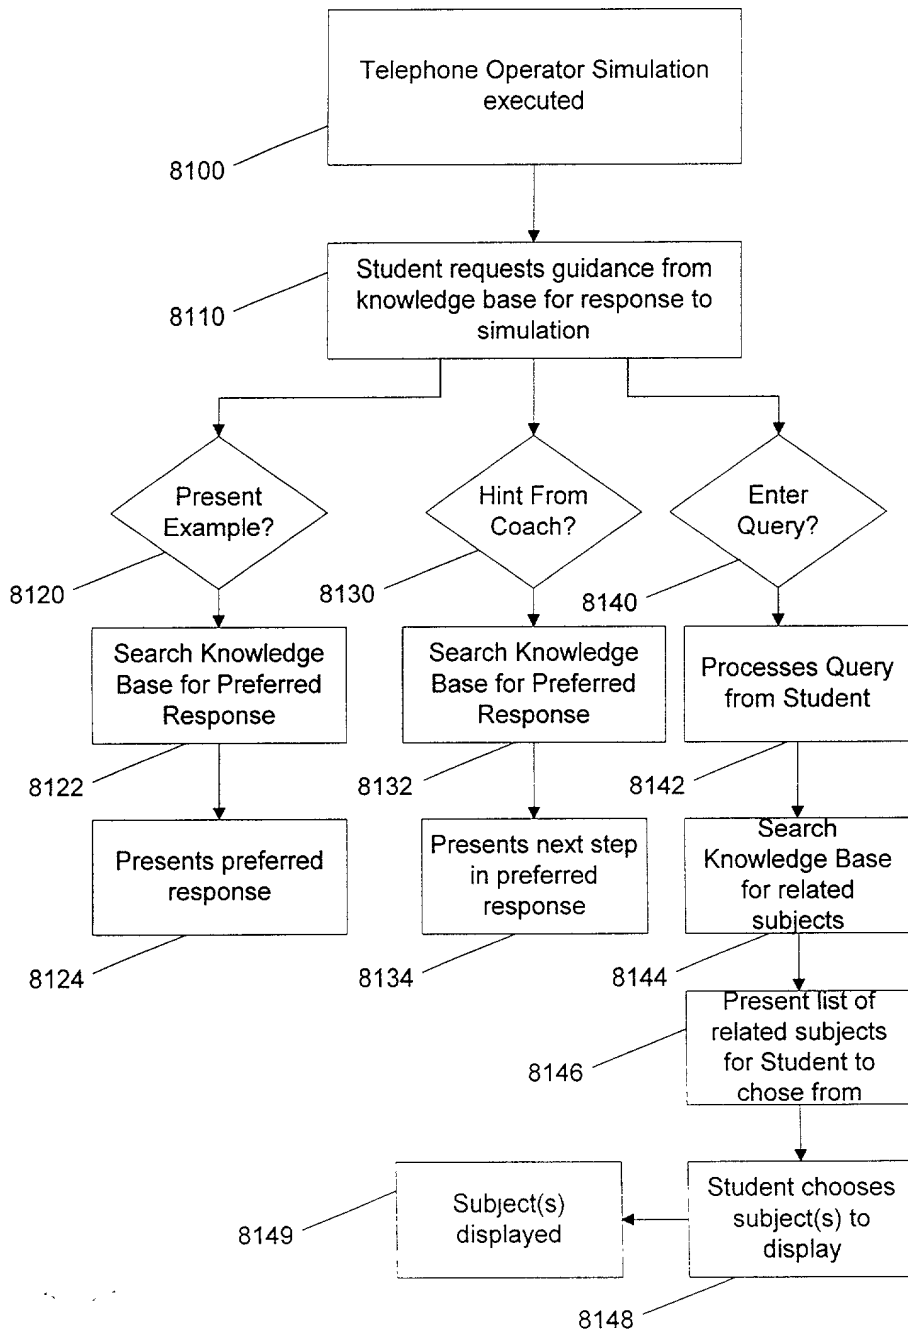 Telephone Operator Simulation
executed
8100
Student requests guidance from
knowledge base for response to
simulation
8110
Present
Example?
8120
Hint From
Coach?
8130
Enter
Query?
8140
Search Knowledge
Base for Preferred
Response
8122
Search Knowledge
Base for Preferred
Response
8132
Processes Query
from Student
8142
Presents preferred
response
8124
Presents next step
in preferred
response
8134
Search
Knowledge Base
for related
subjects
8144
Present list of
related subjects
for Student to
chose from
8146
Student chooses
subject(s) to
display
8148
Subject(s)
displayed
8149